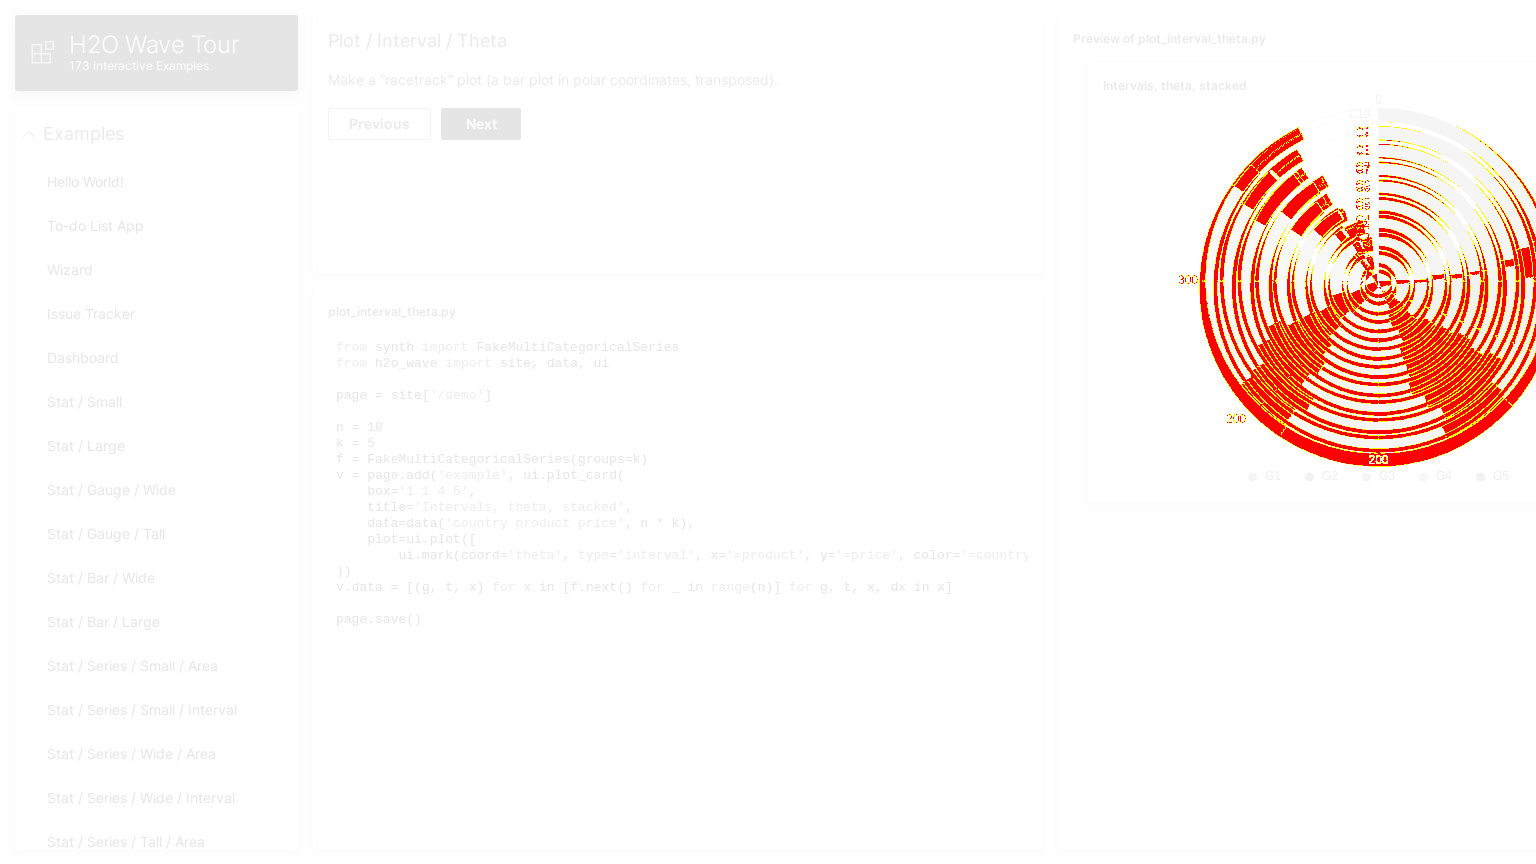 H2O Wave Tour
173 Interactive Examples
Examples
Hello World!
To-do List App
Wizard
Issue Tracker
Dashboard
Stat / Small
Stat / Large
Stat / Gauge / Wide
Stat / Gauge / Tall
Stat / Bar / Wide
Stat / Bar / Large
Stat / Series / Small / Area
Stat / Series / Small / Interval
Stat / Series / Wide / Area
Stat / Series / Wide / Interval
Stat / Series / Tall / Area
Plot / Interval / Theta
Make a “racetrack” plot (a bar plot in polar coordinates, transposed).
Previous
Next
plot_interval_theta.py
from synth import FakeMultiCategoricalSeries
from h2o_wave import site, data, ui
page = site['/demo']
n = 10
k = 5
f = FakeMultiCategoricalSeries(groups=k)
v = page.add('example', ui.plot_card(
box='1 1 4 5',
title='Intervals, theta, stacked',
data=data('country product price', n * k),
plot=ui.plot([
ui.mark(coord='theta', type='interval', x='=product', y='=price', color='=country
))
v.data = [(g, t, x) for x in [f.next() for _ in range(n)] for g, t, x, dx in x]
page.save()
Preview of plot_interval_theta.py
Intervals, theta, stacked
0
300
200
200
G1
G2
G3
G4
G5